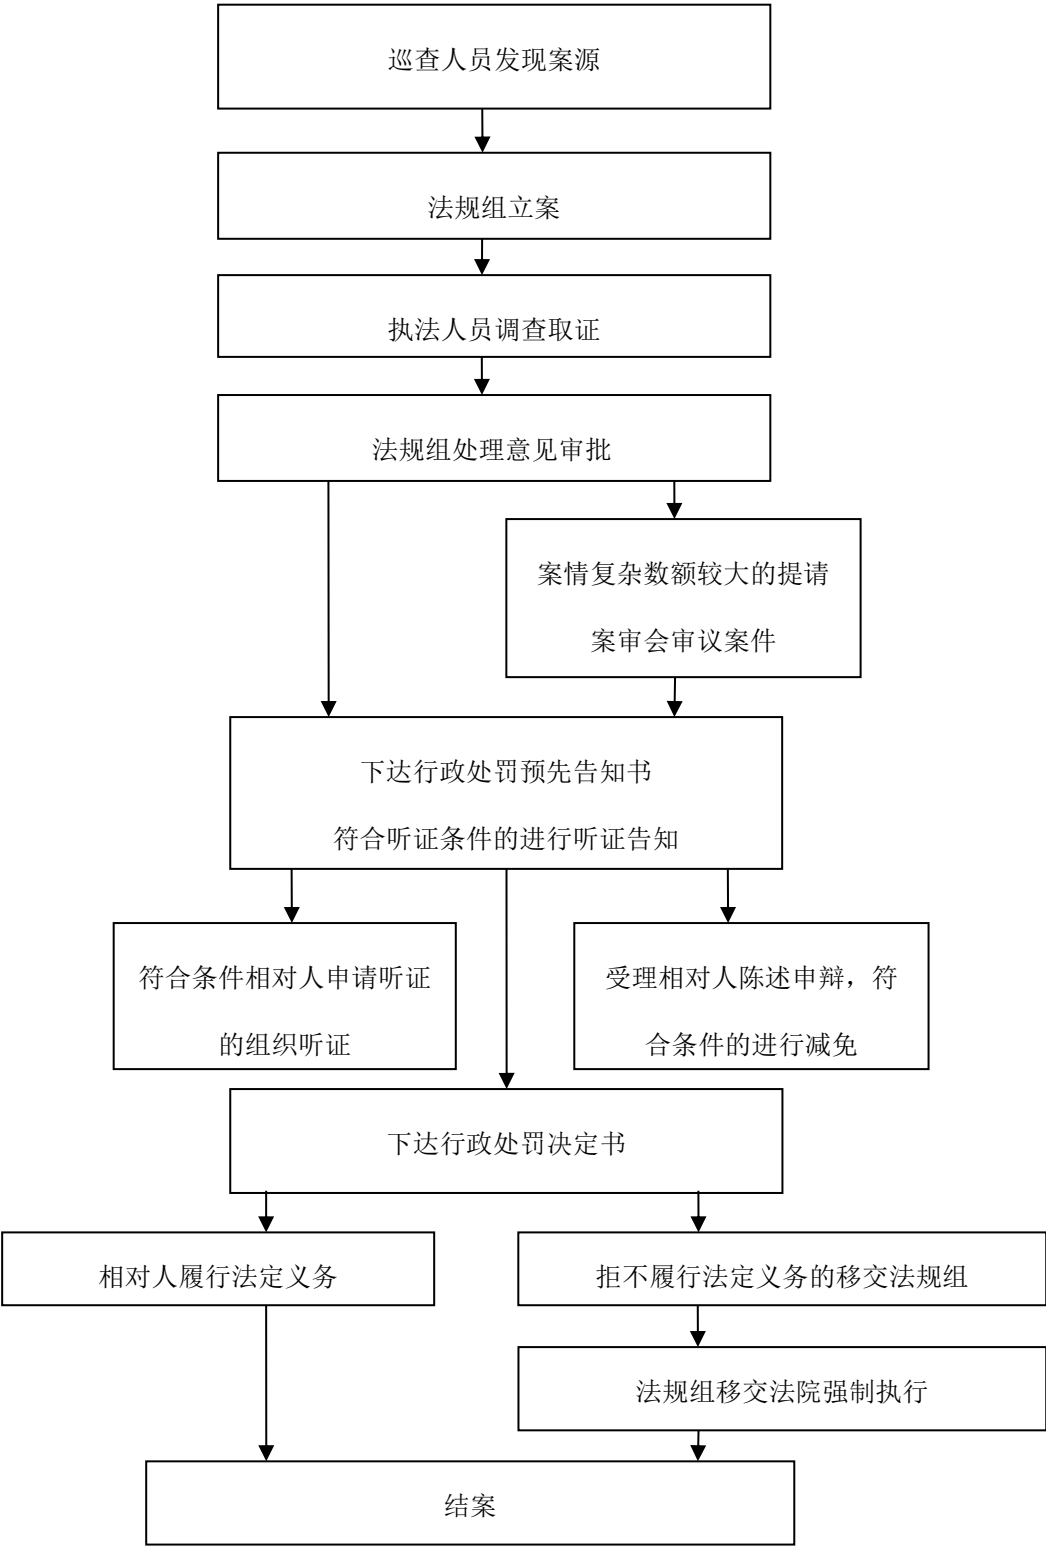 巡查人员发现案源
法规组立案
执法人员调查取证
法规组处理意见审批
案情复杂数额较大的提请
案审会审议案件
下达行政处罚预先告知书
符合听证条件的进行听证告知
符合条件相对人申请听证
的组织听证
受理相对人陈述申辩，符
合条件的进行减免
下达行政处罚决定书
相对人履行法定义务
拒不履行法定义务的移交法规组
法规组移交法院强制执行
结案